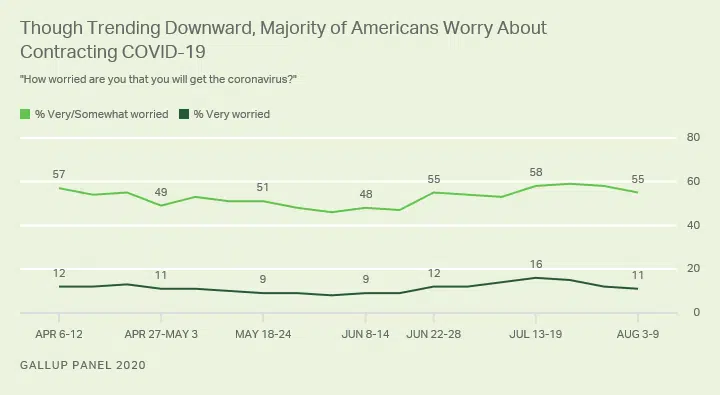 Though Trending Downward, Majority of Americans Worry About
Contracting COVID-19
"How worried are you that you will get the coronavirus?"
% Very/Somewhat worried % Very worried
80
57 49 51 48 55 58 55
60
40
12 11 9 9 12 16 11
20
0
APR 6-12 APR 27-MAY 3 MAY 18-24 JUN 8-14 JUN 22-28 JUL 13-19 AUG 3-9
GALLUP PANEL 2020